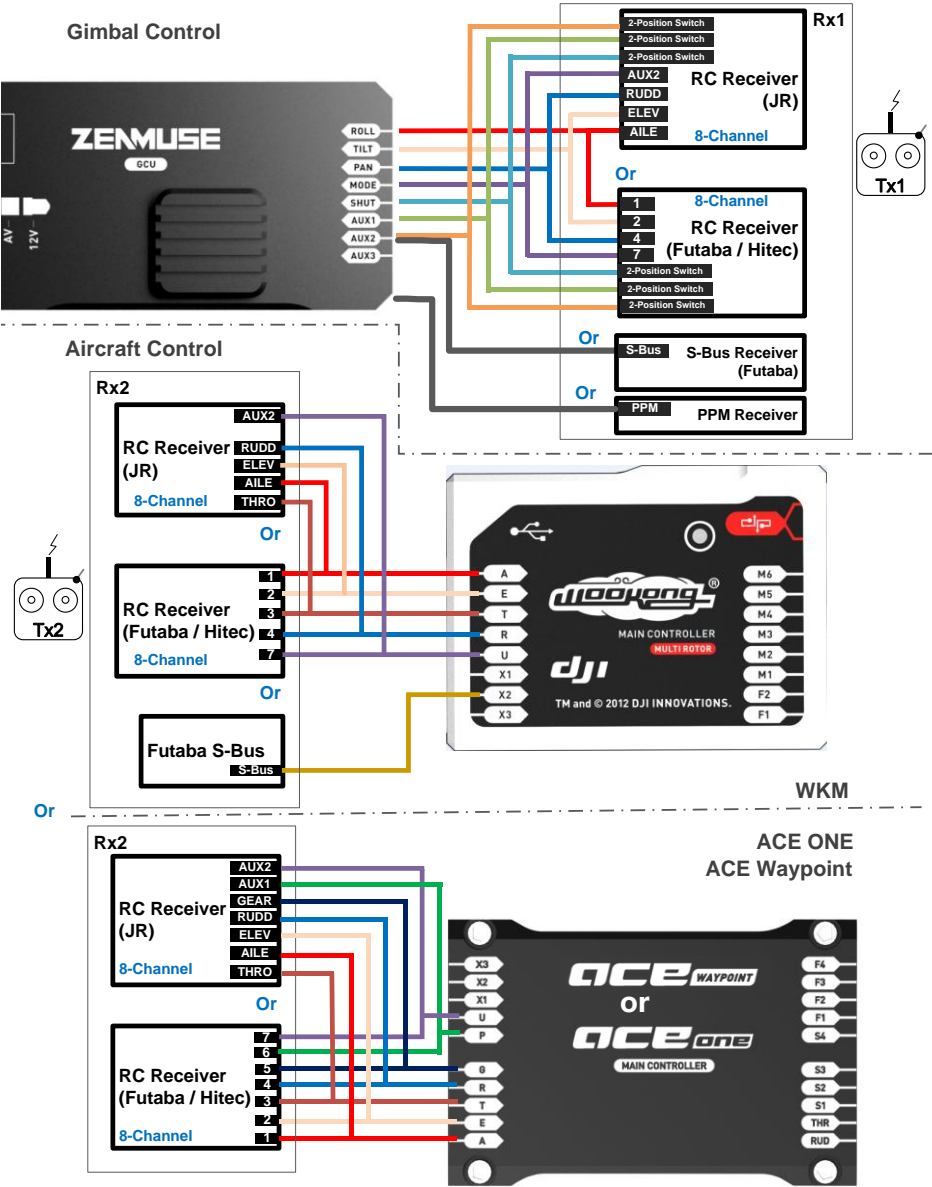 Gimbal Control
Rx1
2-Position Switch
2-Position Switch
2-Position Switch
AUX2
RUDD
ELEV
AILE
RC Receiver
(JR)
8-Channel
ZENMUSE
GCU
ROLL
TILT
PAN
MODE
SHUT
AUX1
AUX2
AUX3
AV
12V
Tx1
Or
8-Channel
1
2
4
7
RC Receiver
(Futaba / Hitec)
2-Position Switch
2-Position Switch
2-Position Switch
Or
S-Bus
S-Bus Receiver
(Futaba)
Or
PPM
PPM Receiver
Aircraft Control
Rx2
AUX2
RUDD
ELEV
AILE
THRO
RC Receiver
(JR)
8-Channel
Or
Tx2
RC Receiver
(Futaba / Hitec)
8-Channel
1
2
3
4
7
Or
Futaba S-Bus
S-Bus
A
E
T
R
U
X1
X2
X3
WOOKONG®
MAIN CONTROLLER
MULTI ROTOR
dji
TM and © 2012 DJI INNOVATIONS.
M6
M5
M4
M3
M2
M1
F2
F1
WKM
Or
ACE ONE
ACE Waypoint
Rx2
AUX2
AUX1
GEAR
RUDD
ELEV
AILE
THRO
RC Receiver
(JR)
8-Channel
Or
7
6
5
4
3
2
1
RC Receiver
(Futaba / Hitec)
8-Channel
X3
X2
X1
U
P
G
R
T
E
A
ace WAYPOINT
or
ace one
MAIN CONTROLLER
F4
F3
F2
F1
S4
S3
S2
S1
THR
RUD